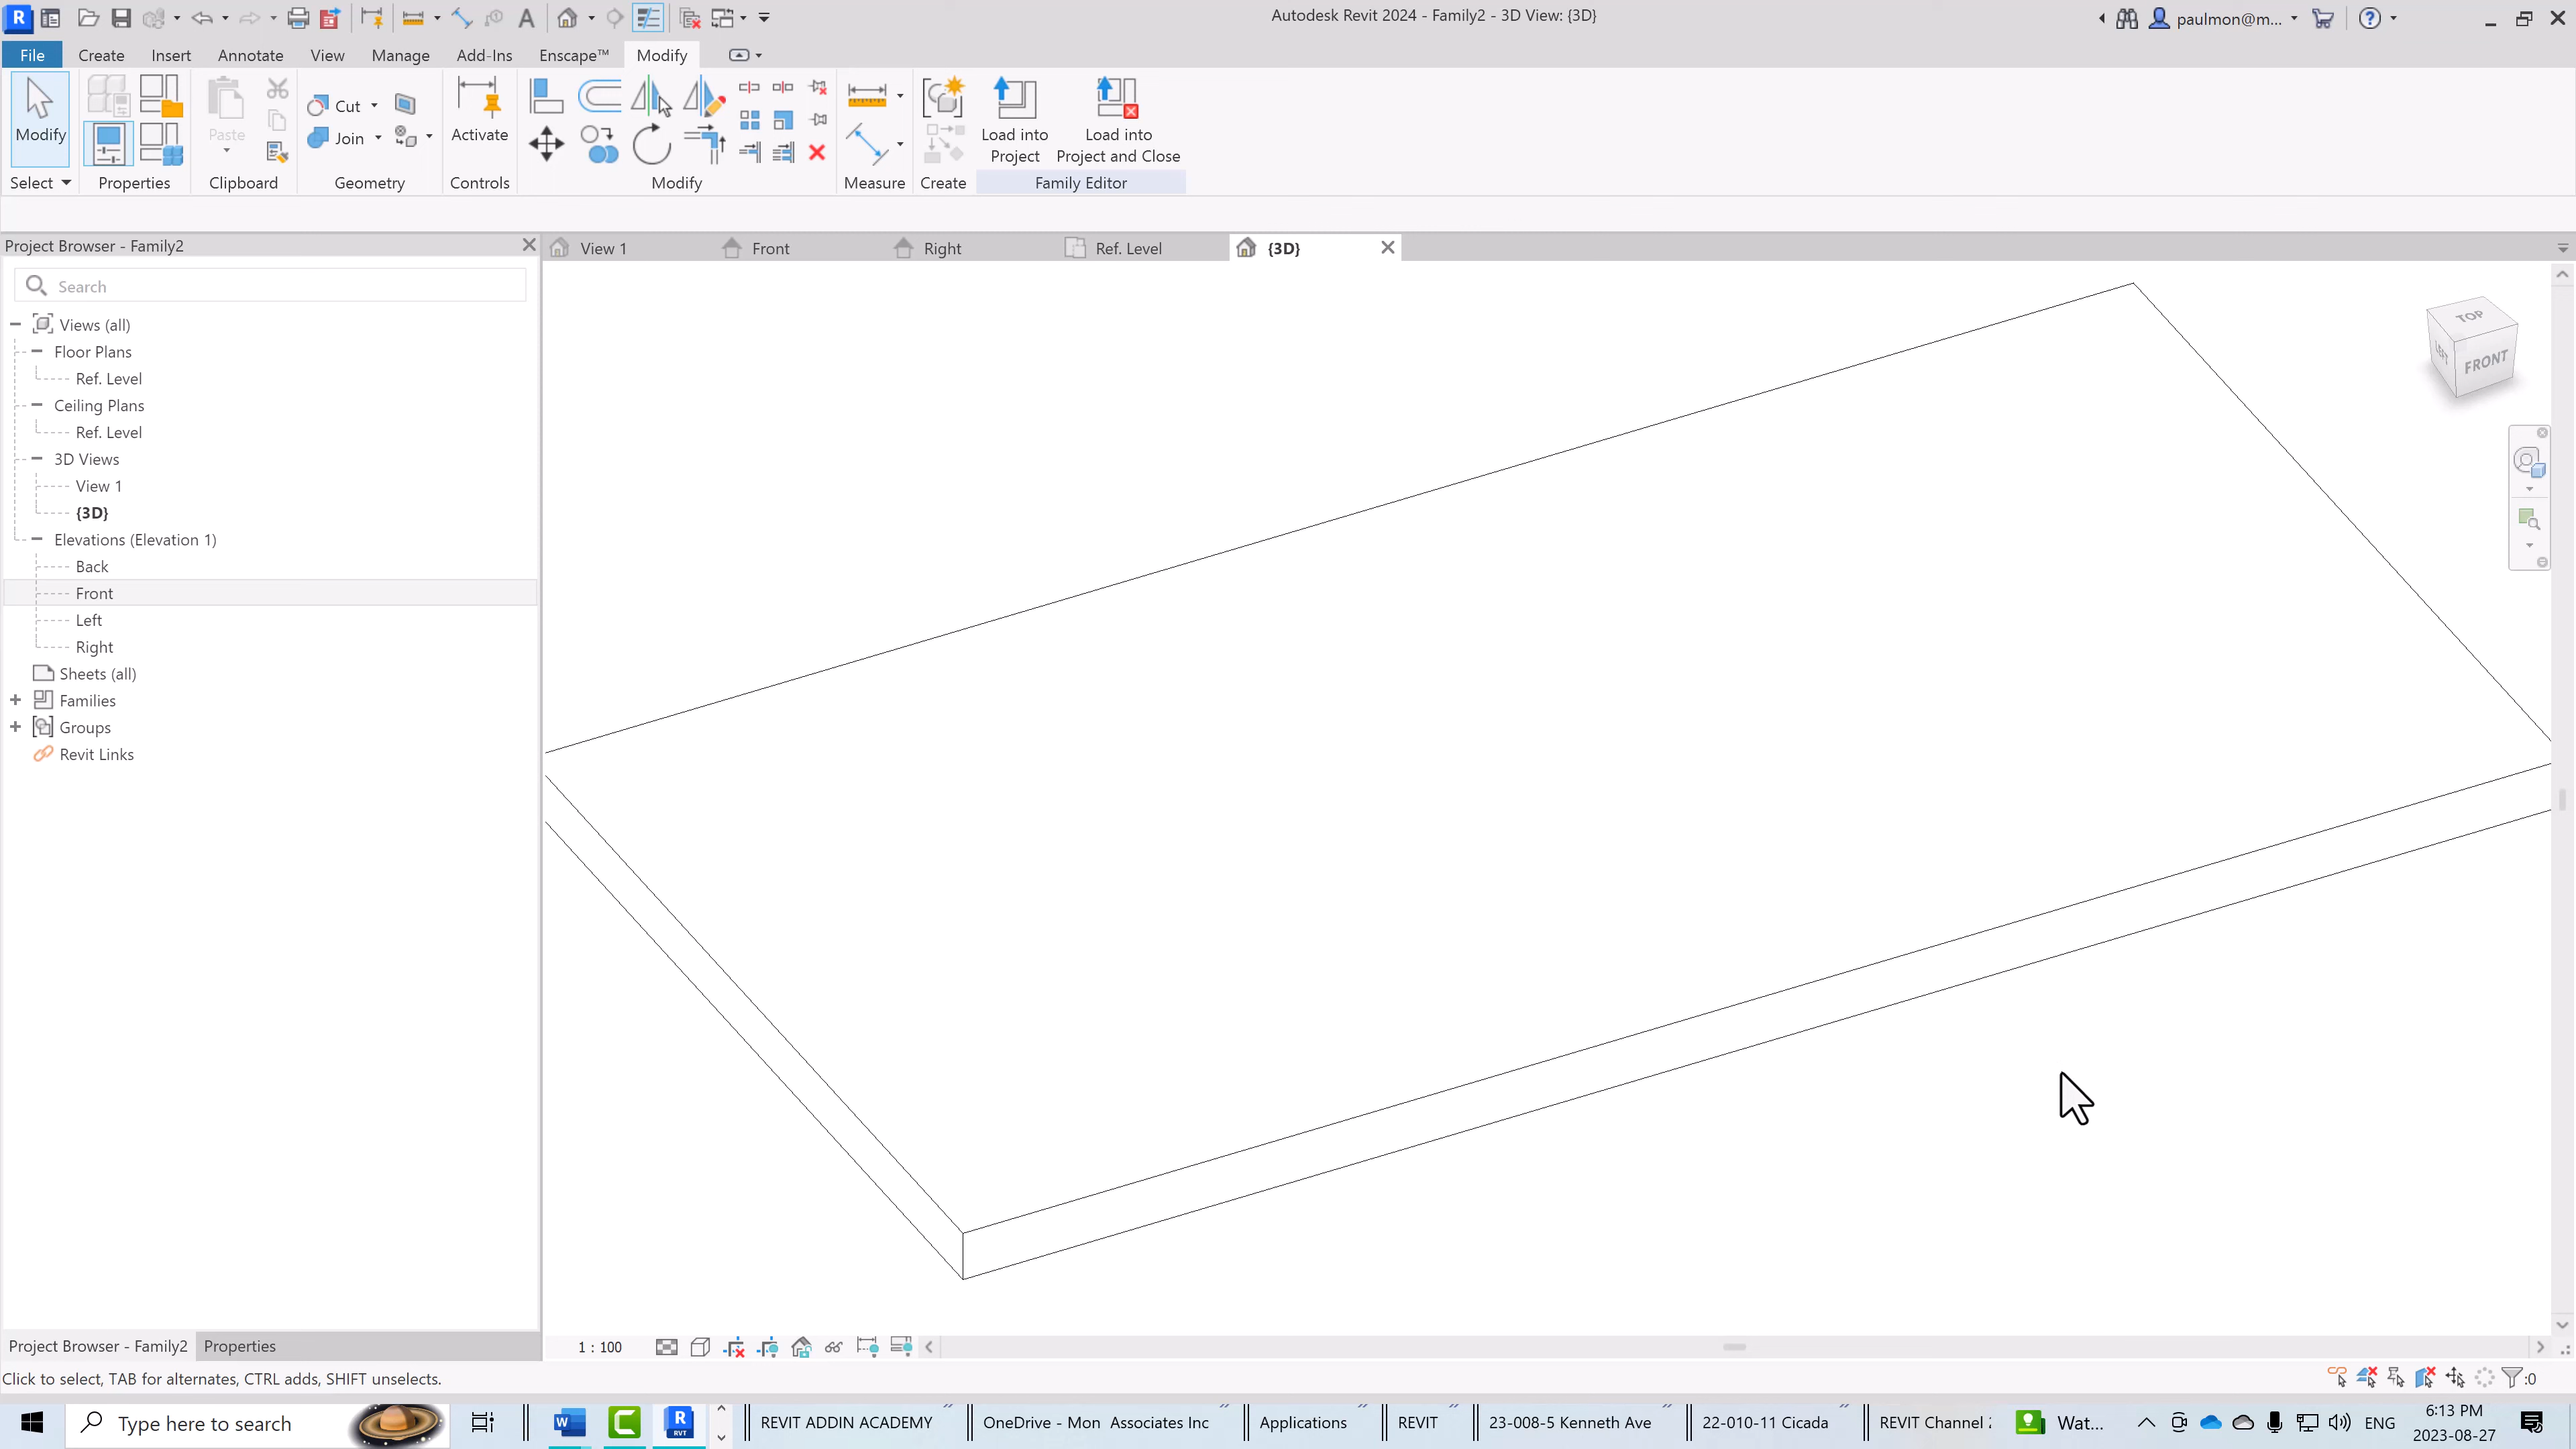 Autodesk Revit 2024 - Family2 - 3D View: {3D}
paulmon@m...
File Create Insert Annotate View Manage Add-Ins Enscape™ Modify
Modify
Paste
Cut
Join
Activate
Load into Project
Load into Project and Close
Select Properties Clipboard Geometry Controls Modify Measure Create Family Editor
Project Browser - Family2
View 1 Front Right Ref. Level {3D}
Search
Views (all)
Floor Plans
Ref. Level
Ceiling Plans
Ref. Level
3D Views
View 1
{3D}
Elevations (Elevation 1)
Back
Front
Left
Right
Sheets (all)
Families
Groups
Revit Links
TOP
LEFT
FRONT
Project Browser - Family2 Properties
1 : 100
Click to select, TAB for alternates, CTRL adds, SHIFT unselects.
:0
Type here to search
REVIT ADDIN ACADEMY
OneDrive - Mon Associates Inc
Applications
REVIT
23-008-5 Kenneth Ave
22-010-11 Cicada
REVIT Channel
Wat...
ENG
6:13 PM
2023-08-27